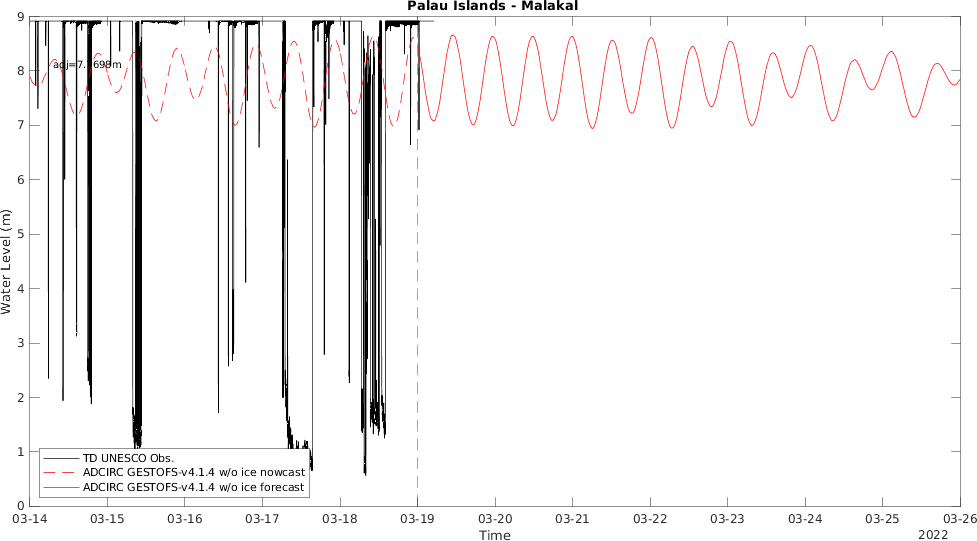 Palau Islands - Malakal
Water Level (m)
9
8
7
6
5
4
3
2
1
0
TD UNESCO Obs.
ADCIRC GESTOFS-v4.1.4 w/o ice nowcast
ADCIRC GESTOFS-v4.1.4 w/o ice forecast
03-14 03-15 03-16 03-17 03-18 03-19 03-20 03-21 03-22 03-23 03-24 03-25 03-26
Time
2022